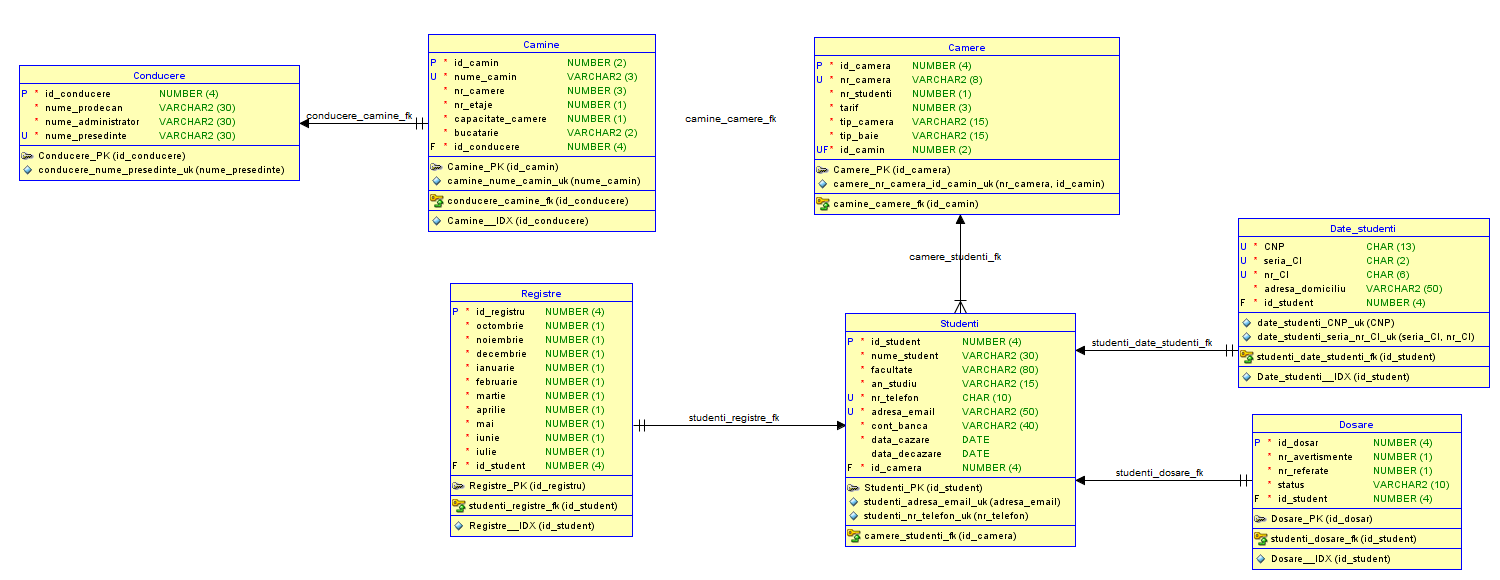 Conducere
P * id_conducere NUMBER (4)
* nume_prodecan VARCHAR2 (30)
* nume_administrator VARCHAR2 (30)
U * nume_presedinte VARCHAR2 (30)
Conducere_PK (id_conducere)
conducere_nume_presedinte_uk (nume_presedinte)
conducere_camine_fk
Camine
P * id_camin NUMBER (2)
U * nume_camin VARCHAR2 (3)
* nr_camere NUMBER (3)
* nr_etaje NUMBER (1)
* capacitate_camere NUMBER (1)
* bucatarie VARCHAR2 (2)
F * id_conducere NUMBER (4)
Camine_PK (id_camin)
camine_nume_camin_uk (nume_camin)
conducere_camine_fk (id_conducere)
Camine__IDX (id_conducere)
camine_camere_fk
Camere
P * id_camera NUMBER (4)
U * nr_camera VARCHAR2 (8)
* nr_studenti NUMBER (1)
* tarif NUMBER (3)
* tip_camera VARCHAR2 (15)
* tip_baie VARCHAR2 (15)
UF* id_camin NUMBER (2)
Camere_PK (id_camera)
camere_nr_camera_id_camin_uk (nr_camera, id_camin)
camine_camere_fk (id_camin)
camere_studenti_fk
Date_studenti
U * CNP CHAR (13)
U * seria_CI CHAR (2)
U * nr_CI CHAR (6)
* adresa_domiciliu VARCHAR2 (50)
F * id_student NUMBER (4)
date_studenti_CNP_uk (CNP)
date_studenti_seria_nr_CI_uk (seria_CI, nr_CI)
studenti_date_studenti_fk (id_student)
Date_studenti__IDX (id_student)
Registre
P * id_registru NUMBER (4)
* octombrie NUMBER (1)
* noiembrie NUMBER (1)
* decembrie NUMBER (1)
* ianuarie NUMBER (1)
* februarie NUMBER (1)
* martie NUMBER (1)
* aprilie NUMBER (1)
* mai NUMBER (1)
* iunie NUMBER (1)
* iulie NUMBER (1)
F * id_student NUMBER (4)
Registre_PK (id_registru)
studenti_registre_fk (id_student)
Registre__IDX (id_student)
studenti_registre_fk
Studenti
P * id_student NUMBER (4)
* nume_student VARCHAR2 (30)
* facultate VARCHAR2 (80)
* an_studiu VARCHAR2 (15)
U * nr_telefon CHAR (10)
U * adresa_email VARCHAR2 (50)
* cont_banca VARCHAR2 (40)
* data_cazare DATE
data_decazare DATE
F * id_camera NUMBER (4)
Studenti_PK (id_student)
studenti_adresa_email_uk (adresa_email)
studenti_nr_telefon_uk (nr_telefon)
camere_studenti_fk (id_camera)
studenti_date_studenti_fk
studenti_dosare_fk
Dosare
P * id_dosar NUMBER (4)
* nr_avertismente NUMBER (1)
* nr_referate NUMBER (1)
* status VARCHAR2 (10)
F * id_student NUMBER (4)
Dosare_PK (id_dosar)
studenti_dosare_fk (id_student)
Dosare__IDX (id_student)